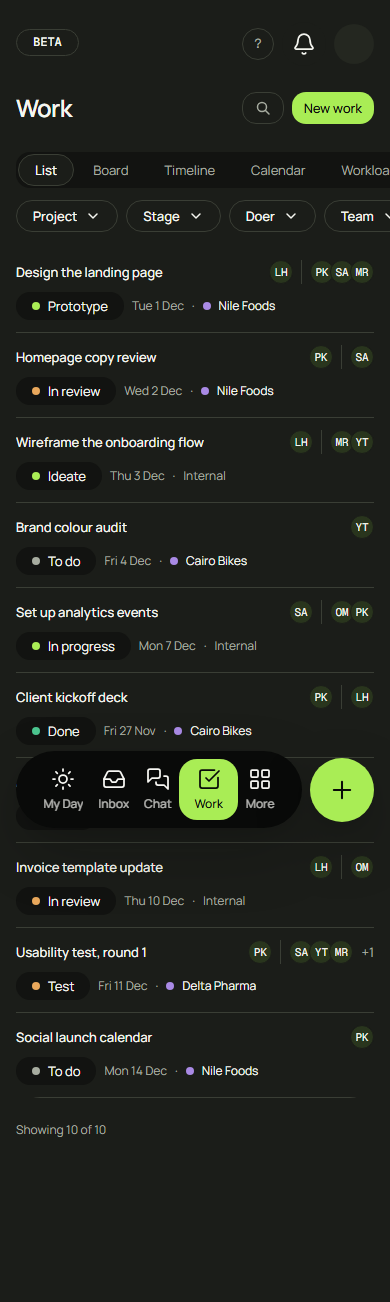 BETA
?
Work
New work
List Board Timeline Calendar Workloa
Project Stage Doer Team
Design the landing page LH PK SA MR
Prototype Tue 1 Dec · Nile Foods
Homepage copy review PK SA
In review Wed 2 Dec · Nile Foods
Wireframe the onboarding flow LH MR YT
Ideate Thu 3 Dec · Internal
Brand colour audit YT
To do Fri 4 Dec · Cairo Bikes
Set up analytics events SA OM PK
In progress Mon 7 Dec · Internal
Client kickoff deck PK LH
Done Fri 27 Nov · Cairo Bikes
My Day Inbox Chat Work More
Invoice template update LH OM
In review Thu 10 Dec · Internal
Usability test, round 1 PK SA YT MR +1
Test Fri 11 Dec · Delta Pharma
Social launch calendar PK
To do Mon 14 Dec · Nile Foods
Showing 10 of 10